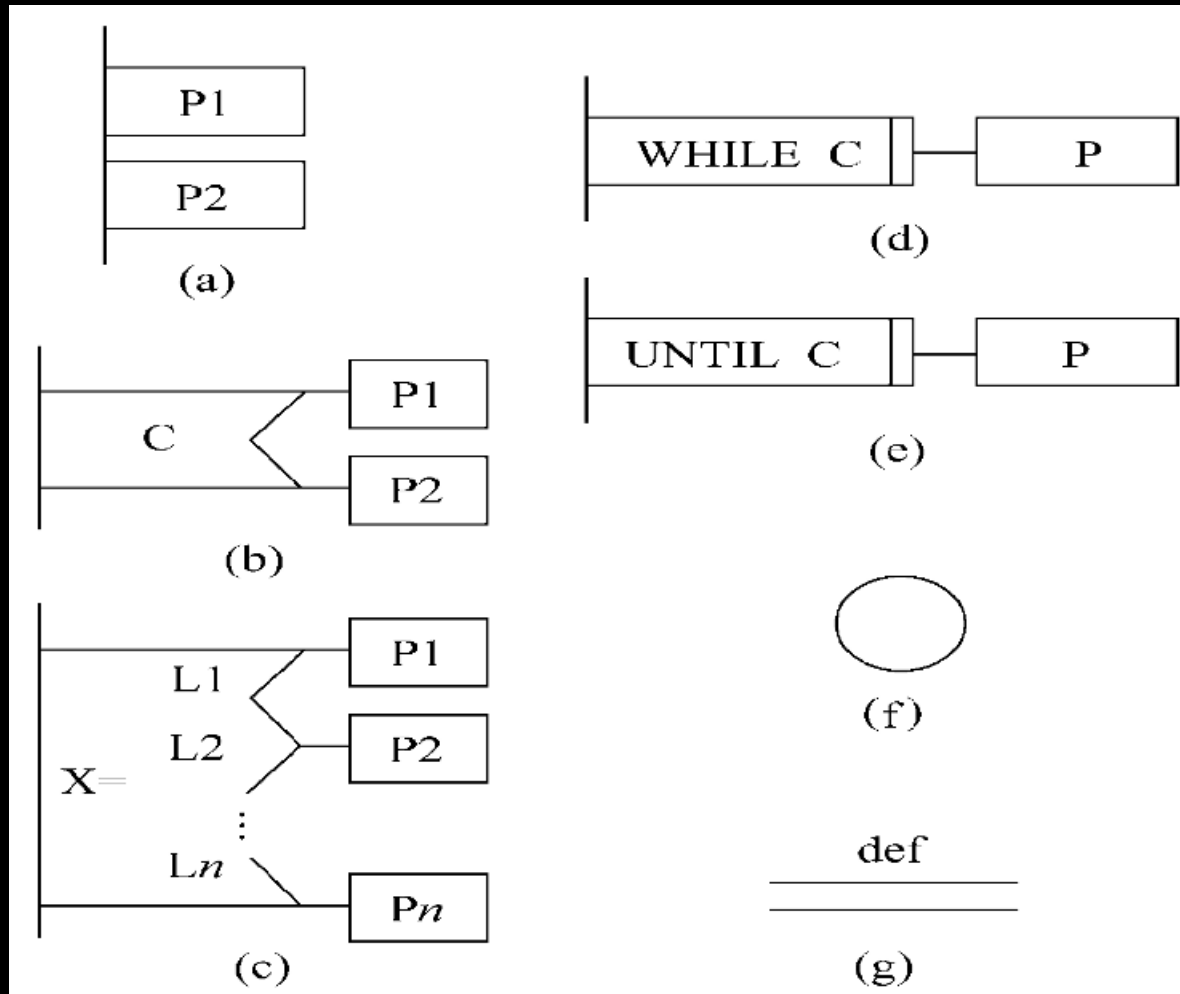 P1
P2
(a)
P1
C
P2
(b)
P1
L1
P2
L2
X=
⋮
Ln
Pn
(c)
WHILE C
P
(d)
UNTIL C
P
(e)
(f)
def
(g)